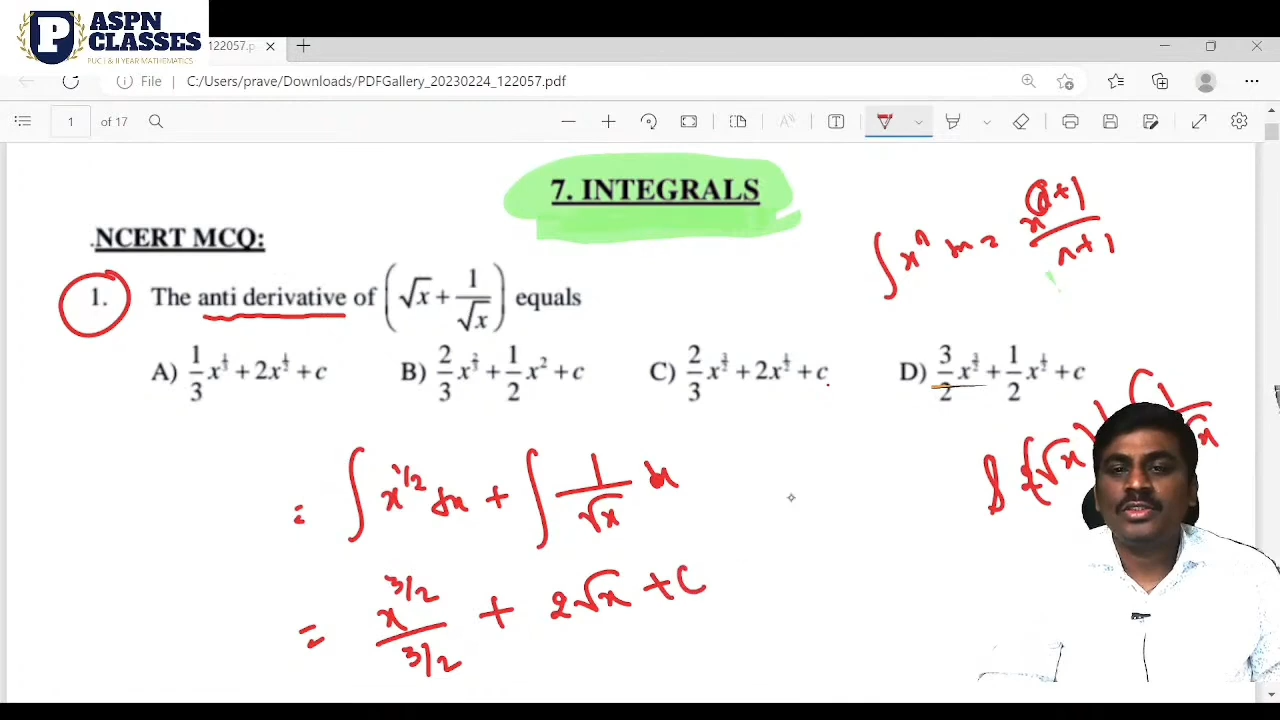 ASPN
CLASSES
PUC I & II YEAR MATHEMATICS
122057.p
File C:/Users/prave/Downloads/PDFGallery_20230224_122057.pdf
1 of 17
7. INTEGRALS
.NCERT MCQ:
∫ xⁿ dx = x^(n+1)/(n+1)
1. The anti derivative of (√x + 1/√x) equals
A) 1/3 x^(1/3) + 2x^(1/2) + c B) 2/3 x^(2/3) + 1/2 x² + c C) 2/3 x^(3/2) + 2x^(1/2) + c D) 3/2 x^(3/2) + 1/2 x^(1/2) + c
= ∫ x^(1/2) dx + ∫ 1/√x dx
= x^(3/2)/(3/2) + 2√x + C